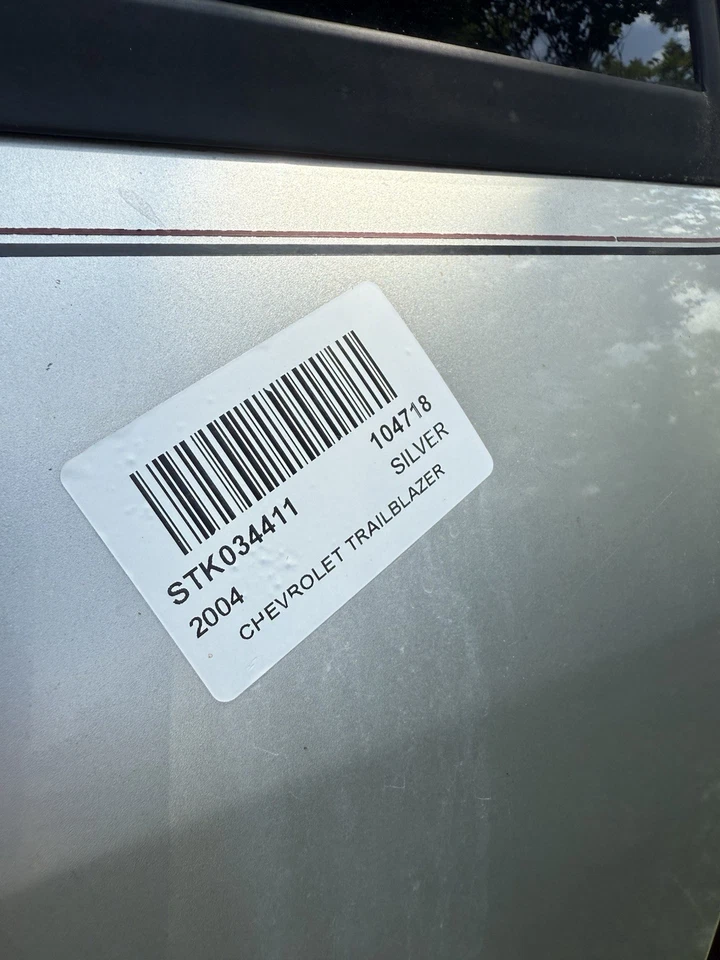 STK034411 104718
2004 SILVER
CHEVROLET TRAILBLAZER